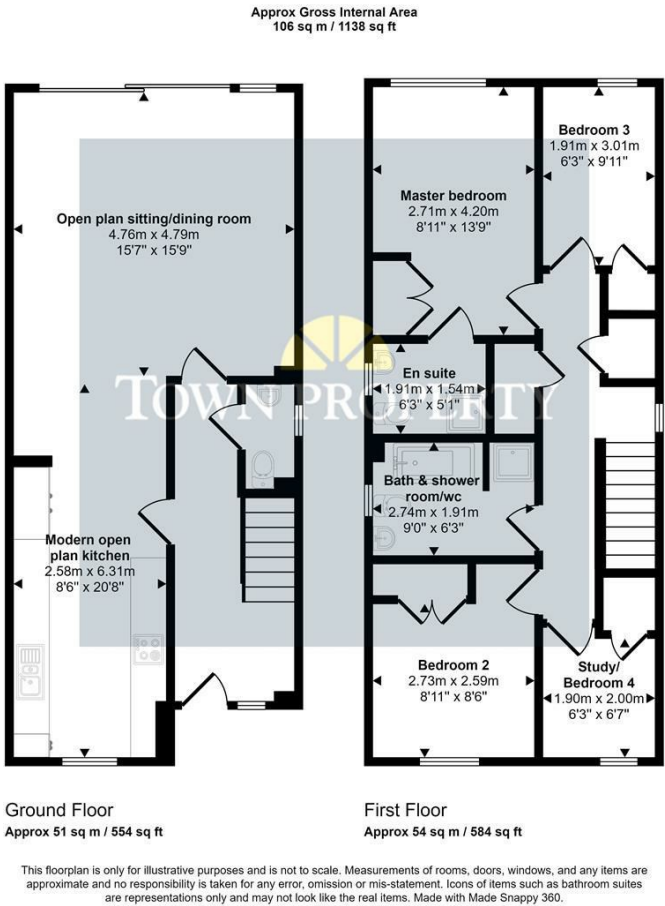 Approx Gross Internal Area
106 sq m / 1138 sq ft
Open plan sitting/dining room
4.76m x 4.79m
15'7" x 15'9"
Modern open
plan kitchen
2.58m x 6.31m
8'6" x 20'8"
Master bedroom
2.71m x 4.20m
8'11" x 13'9"
Bedroom 3
1.91m x 3.01m
6'3" x 9'11"
En suite
1.91m x 1.54m
6'3" x 5'1"
TOWN PROPERTY
Bath & shower
room/wc
2.74m x 1.91m
9'0" x 6'3"
Bedroom 2
2.73m x 2.59m
8'11" x 8'6"
Study/
Bedroom 4
1.90m x 2.00m
6'3" x 6'7"
Ground Floor
Approx 51 sq m / 554 sq ft
First Floor
Approx 54 sq m / 584 sq ft
This floorplan is only for illustrative purposes and is not to scale. Measurements of rooms, doors, windows, and any items are
approximate and no responsibility is taken for any error, omission or mis-statement. Icons of items such as bathroom suites
are representations only and may not look like the real items. Made with Made Snappy 360.